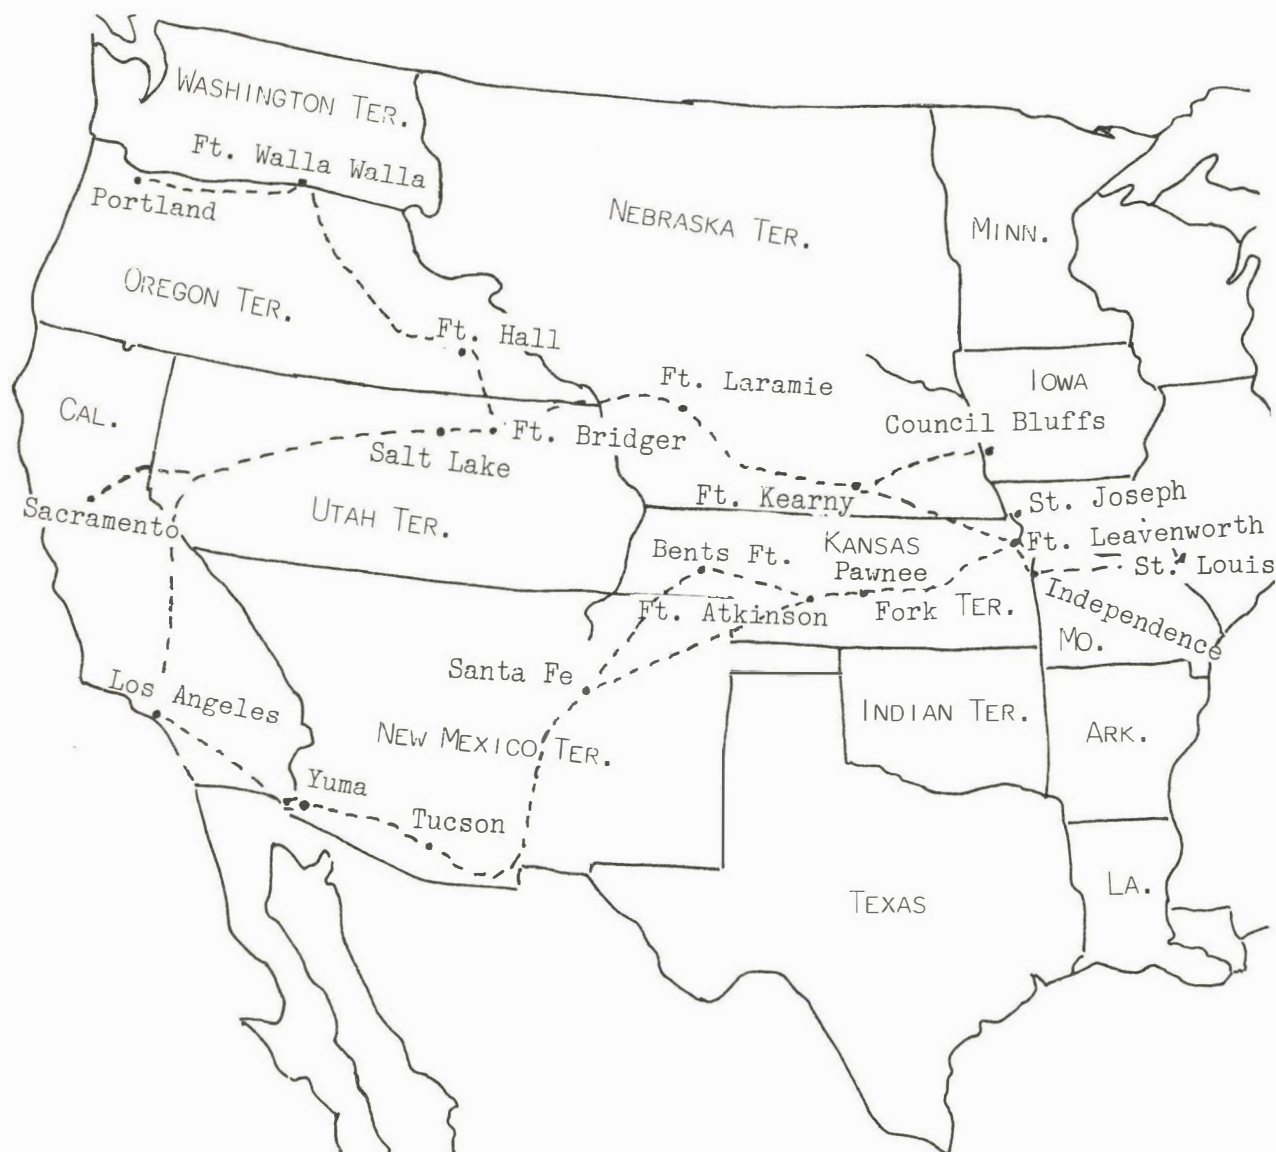 WASHINGTON TER.
Ft. Walla Walla
Portland
NEBRASKA TER.
MINN.
OREGON TER.
Ft. Hall
Ft. Laramie
IOWA
CAL.
Council Bluffs
Ft. Bridger
Salt Lake
Ft. Kearny
St. Joseph
Sacramento
UTAH TER.
Ft. Leavenworth
Bents Ft.
KANSAS
St. Louis
Pawnee
Ft. Atkinson
Fork
TER.
Independence
MO.
Santa Fe
Los Angeles
INDIAN TER.
NEW MEXICO TER.
ARK.
Yuma
Tucson
LA.
TEXAS